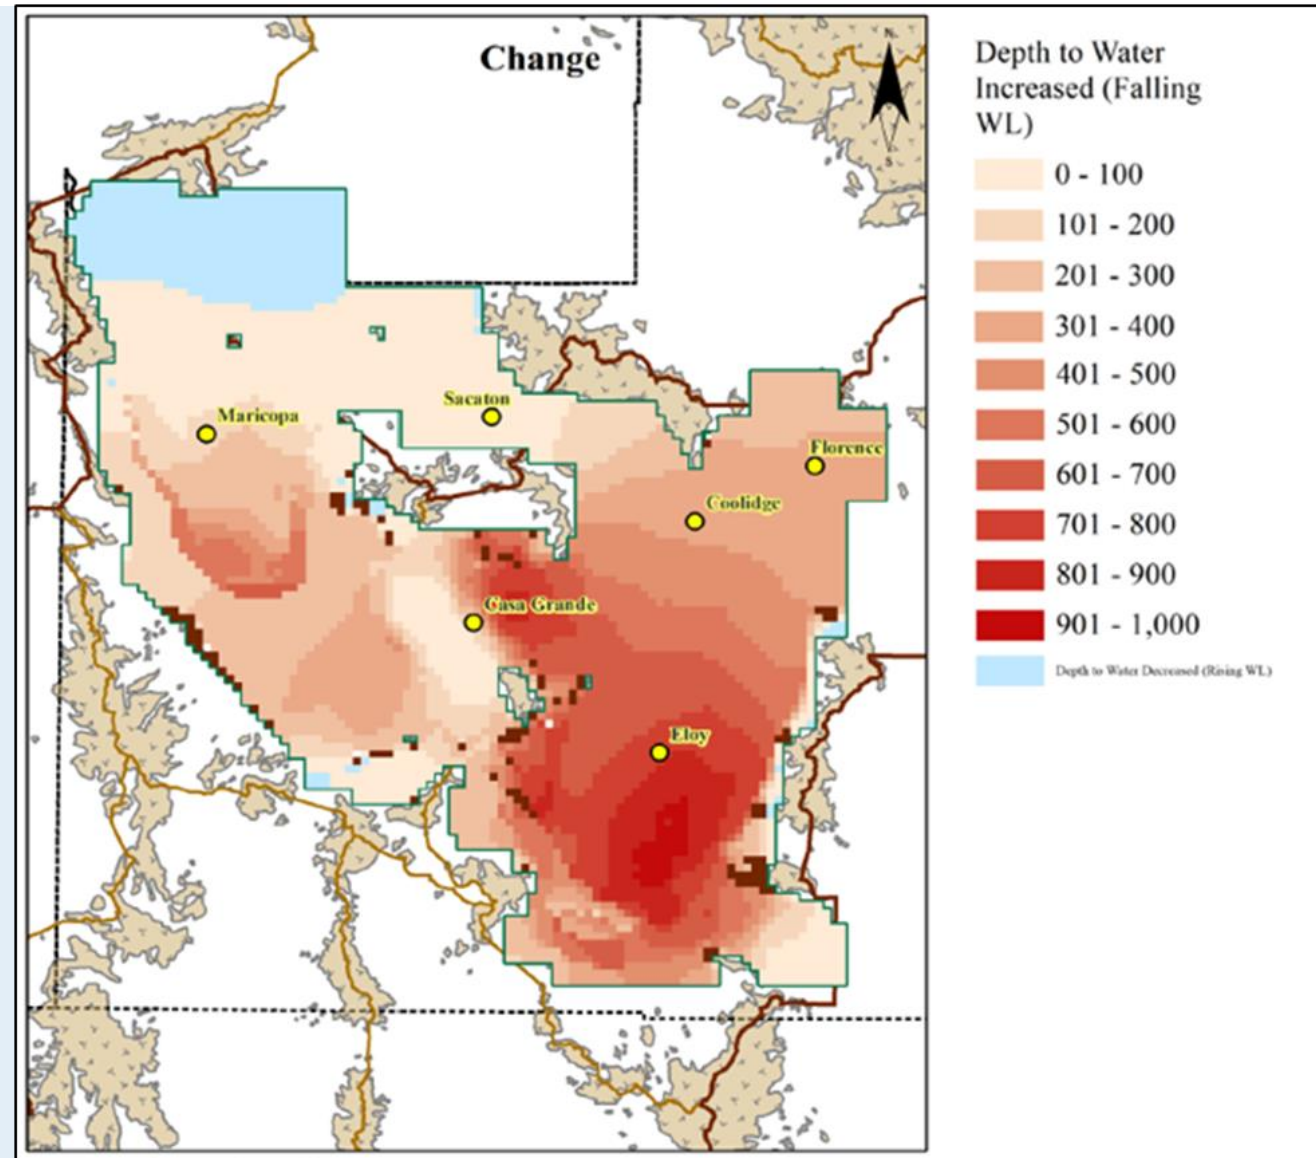 Change
N
S
Maricopa
Sacaton
Florence
Coolidge
Casa Grande
Eloy
Depth to Water
Increased (Falling
WL)
0 - 100
101 - 200
201 - 300
301 - 400
401 - 500
501 - 600
601 - 700
701 - 800
801 - 900
901 - 1,000
Depth to Water Decreased (Rising WL)